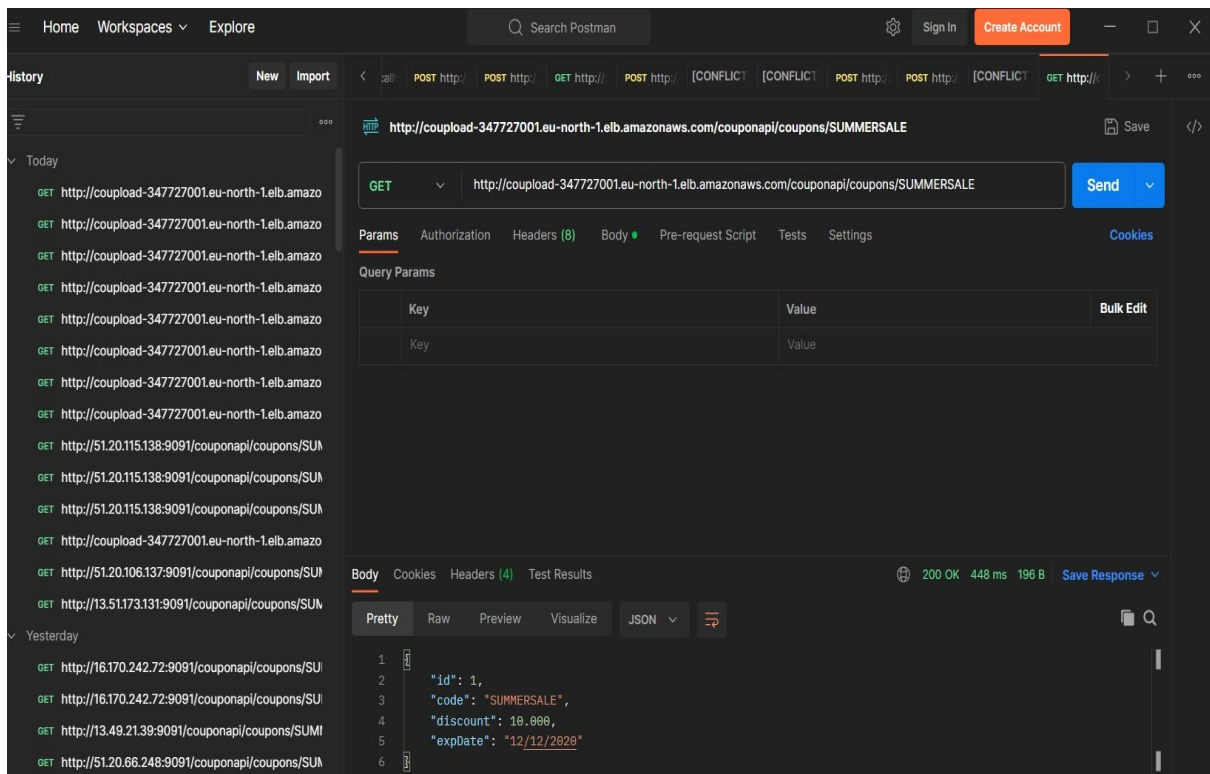 Home Workspaces Explore Search Postman Sign In Create Account
History New Import
POST http:/ POST http:/ GET http:// POST http:/ [CONFLICT [CONFLICT POST http:/ POST http:/ [CONFLICT GET http://
HTTP http://coupload-347727001.eu-north-1.elb.amazonaws.com/couponapi/coupons/SUMMERSALE Save
Today
GET http://coupload-347727001.eu-north-1.elb.amazo
GET http://coupload-347727001.eu-north-1.elb.amazo
GET http://coupload-347727001.eu-north-1.elb.amazo
GET http://coupload-347727001.eu-north-1.elb.amazo
GET http://coupload-347727001.eu-north-1.elb.amazo
GET http://coupload-347727001.eu-north-1.elb.amazo
GET http://coupload-347727001.eu-north-1.elb.amazo
GET http://coupload-347727001.eu-north-1.elb.amazo
GET http://51.20.115.138:9091/couponapi/coupons/SUM
GET http://51.20.115.138:9091/couponapi/coupons/SUM
GET http://51.20.115.138:9091/couponapi/coupons/SUM
GET http://coupload-347727001.eu-north-1.elb.amazo
GET http://51.20.106.137:9091/couponapi/coupons/SUM
GET http://13.51.173.131:9091/couponapi/coupons/SUM
Yesterday
GET http://16.170.242.72:9091/couponapi/coupons/SU
GET http://16.170.242.72:9091/couponapi/coupons/SU
GET http://13.49.21.39:9091/couponapi/coupons/SUM
GET http://51.20.66.248:9091/couponapi/coupons/SUM
GET http://coupload-347727001.eu-north-1.elb.amazonaws.com/couponapi/coupons/SUMMERSALE Send
Params Authorization Headers (8) Body Pre-request Script Tests Settings Cookies
Query Params
Key Value Bulk Edit
Key Value
Body Cookies Headers (4) Test Results 200 OK 448 ms 196 B Save Response
Pretty Raw Preview Visualize JSON
1 {
2 "id": 1,
3 "code": "SUMMERSALE",
4 "discount": 10.000,
5 "expDate": "12/12/2020"
6 }